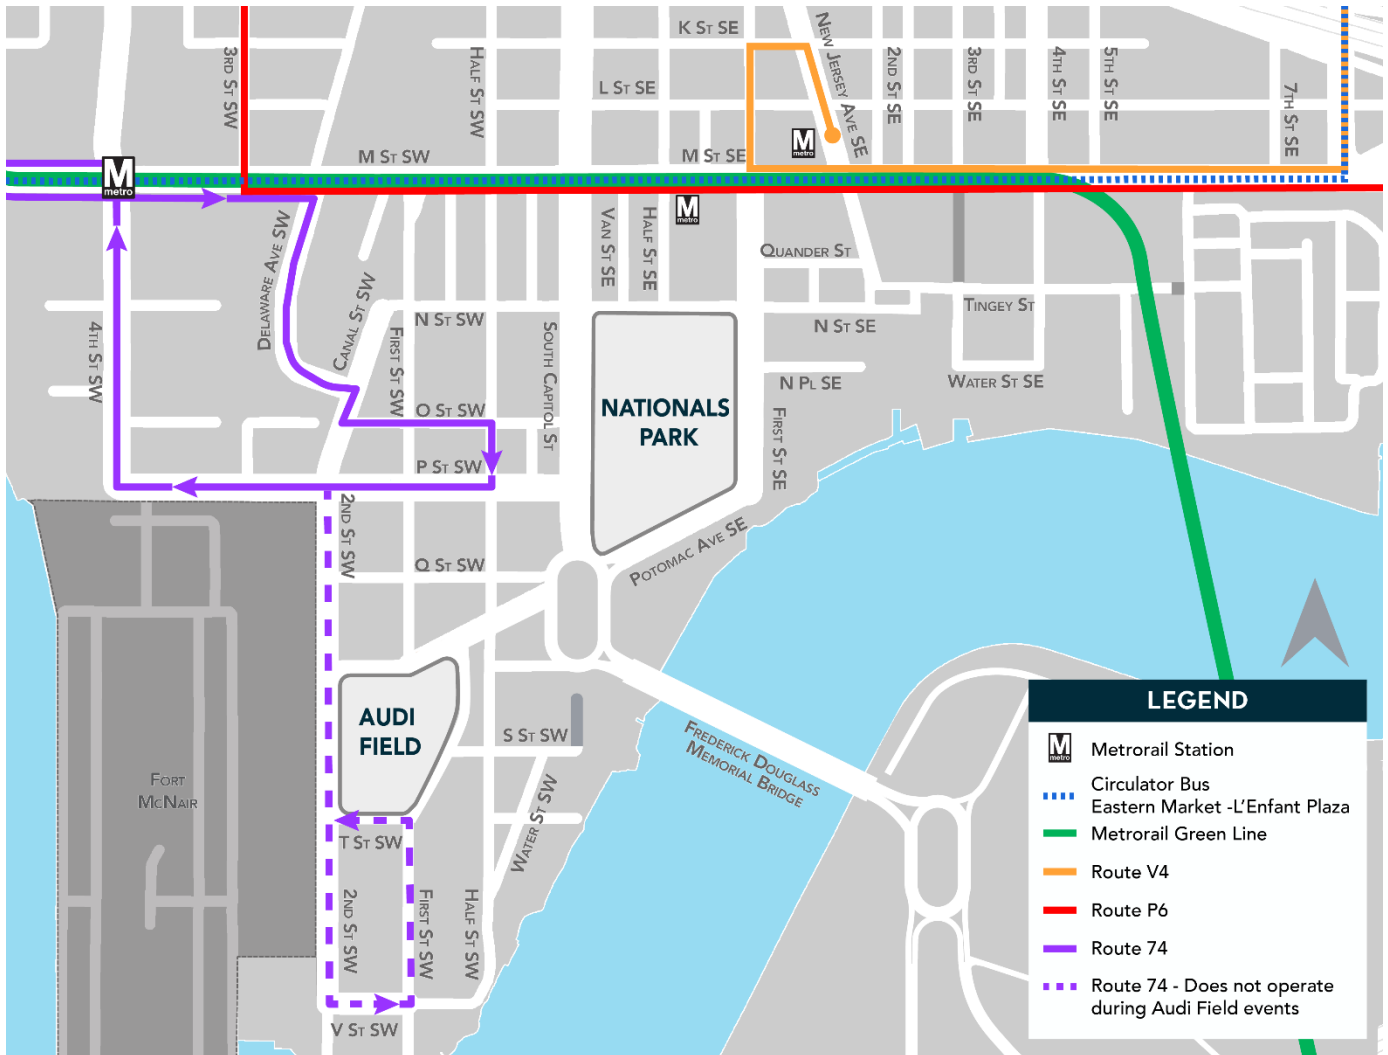 K St SE
New Jersey Ave SE
3rd St SW
Half St SW
2nd St SE
3rd St SE
4th St SE
5th St SE
7th St SE
L St SE
M St SW
M St SE
M
metro
M
metro
M
metro
Delaware Ave SW
Canal St SW
Van St SE
Half St SE
Quander St
Tingey St
4th St SW
N St SW
First St SW
South Capitol St
N St SE
N Pl SE
Water St SE
NATIONALS
PARK
O St SW
P St SW
First St SE
2nd St SW
Q St SW
Potomac Ave SE
AUDI
FIELD
S St SW
Frederick Douglass
Memorial Bridge
Fort
McNair
T St SW
Water St SW
2nd St SW
First St SW
Half St SW
V St SW
LEGEND
M
metro
Metrorail Station
Circulator Bus
Eastern Market -L'Enfant Plaza
Metrorail Green Line
Route V4
Route P6
Route 74
Route 74 - Does not operate
during Audi Field events